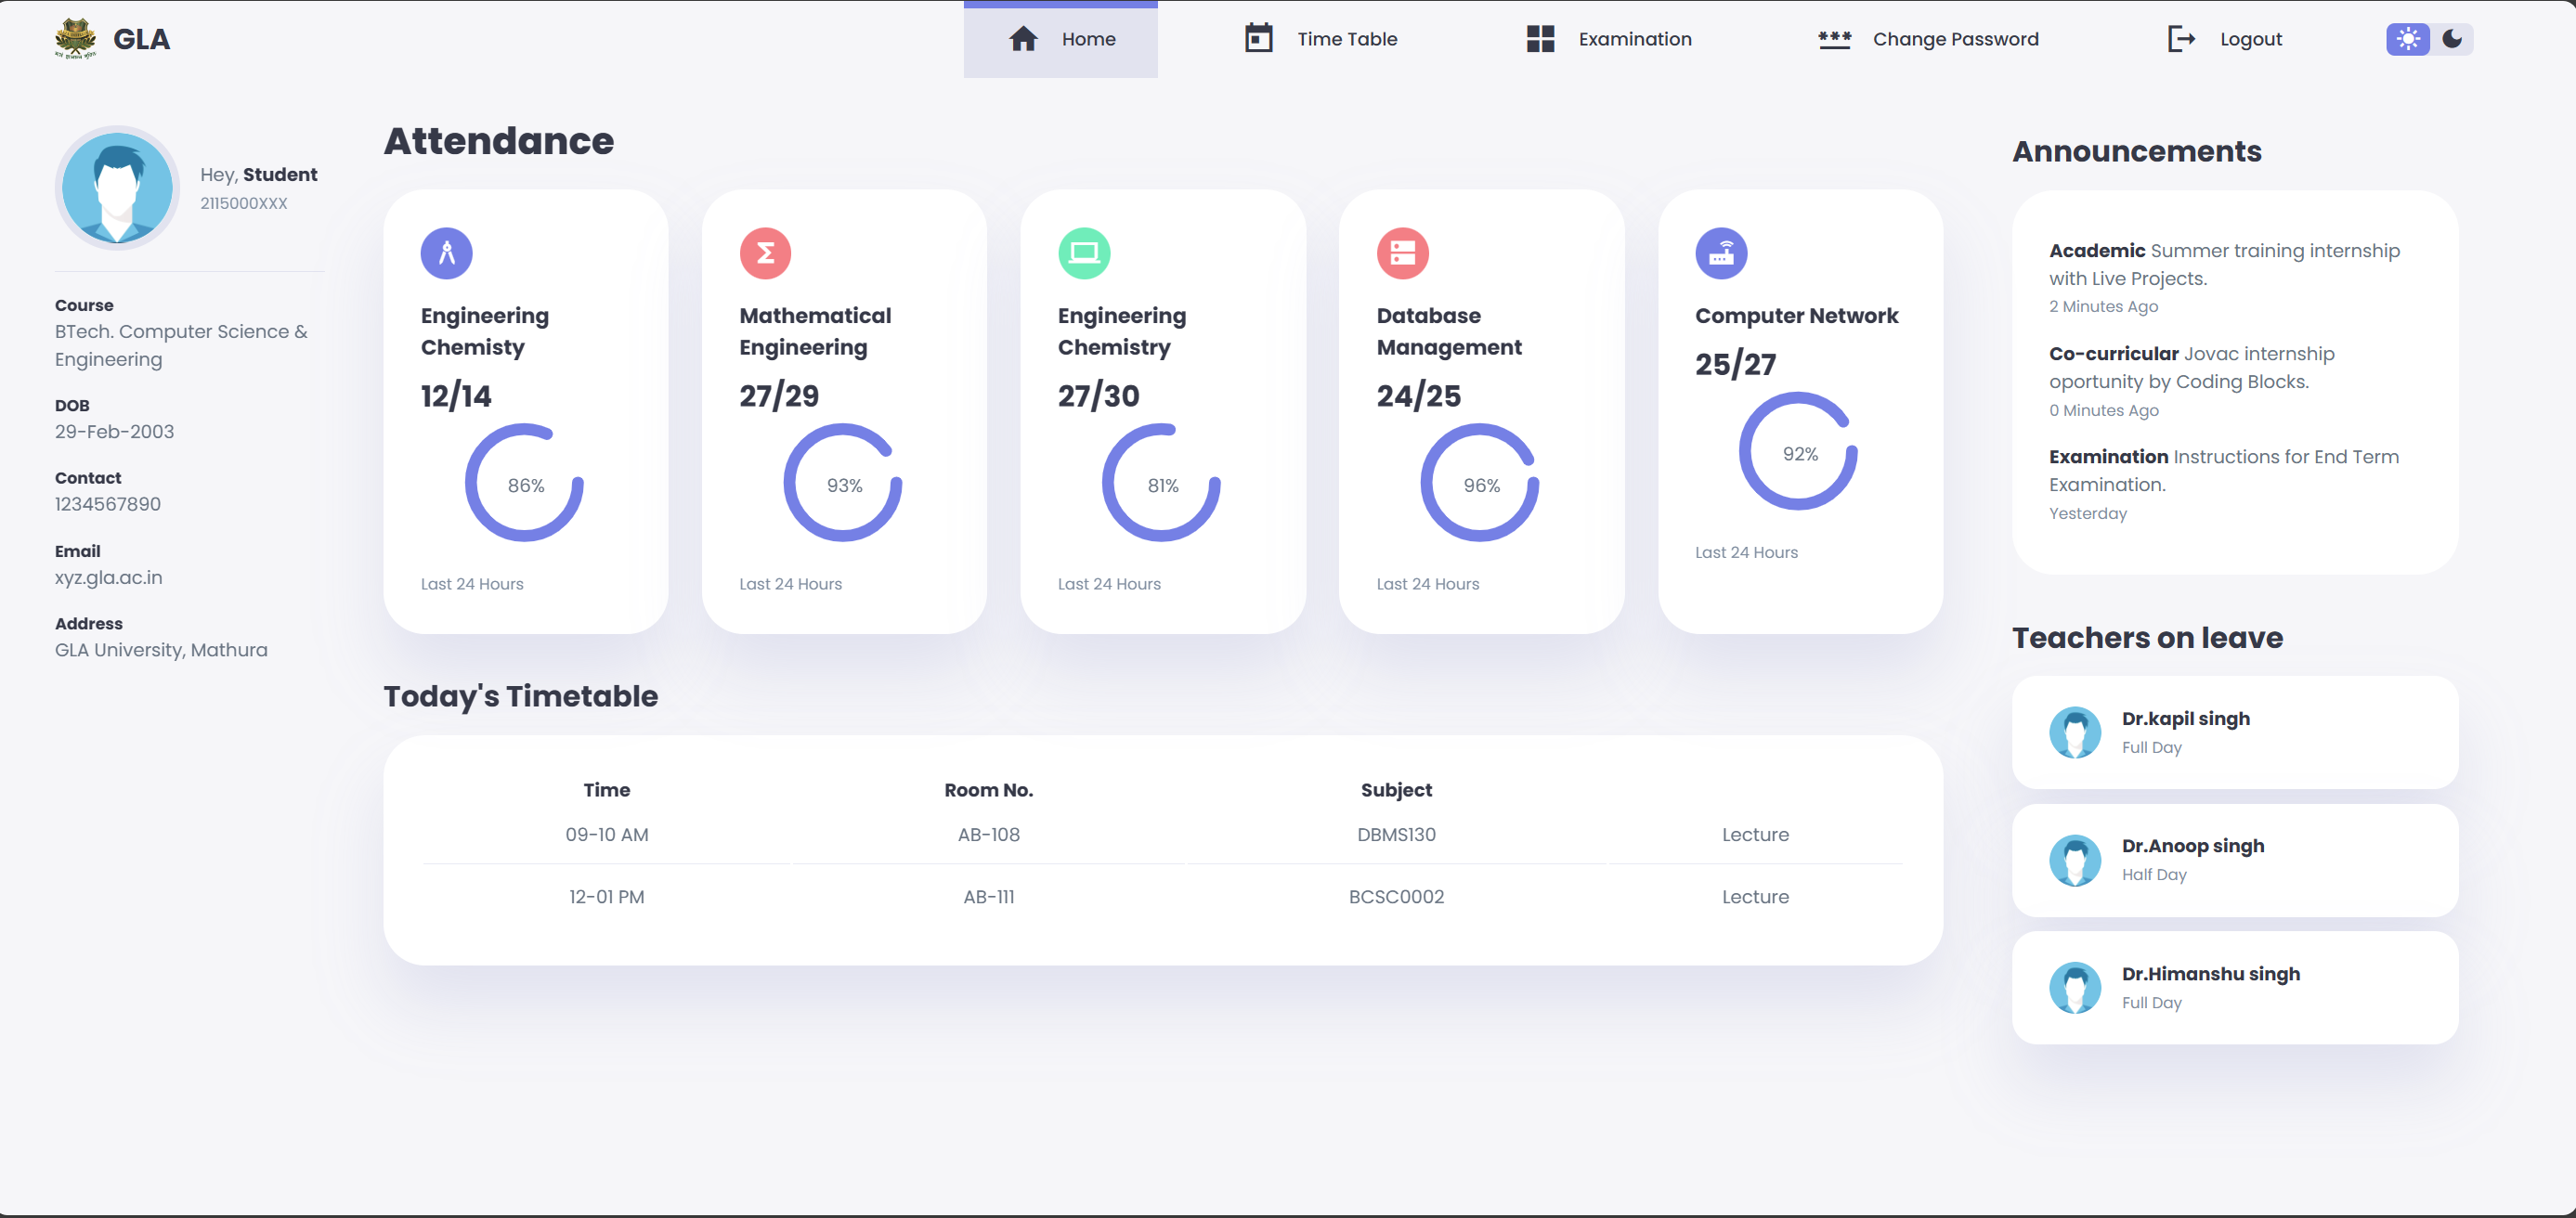 GLA
Home
Time Table
Examination
Change Password
Logout
Hey, Student
2115000XXX
Course
BTech. Computer Science &
Engineering
DOB
29-Feb-2003
Contact
1234567890
Email
xyz.gla.ac.in
Address
GLA University, Mathura
Attendance
Engineering
Chemisty
12/14
86%
Last 24 Hours
Mathematical
Engineering
27/29
93%
Last 24 Hours
Engineering
Chemistry
27/30
81%
Last 24 Hours
Database
Management
24/25
96%
Last 24 Hours
Computer Network
25/27
92%
Last 24 Hours
Today's Timetable
Time Room No. Subject
09-10 AM AB-108 DBMS130 Lecture
12-01 PM AB-111 BCSC0002 Lecture
Announcements
Academic Summer training internship
with Live Projects.
2 Minutes Ago
Co-curricular Jovac internship
oportunity by Coding Blocks.
0 Minutes Ago
Examination Instructions for End Term
Examination.
Yesterday
Teachers on leave
Dr.kapil singh
Full Day
Dr.Anoop singh
Half Day
Dr.Himanshu singh
Full Day